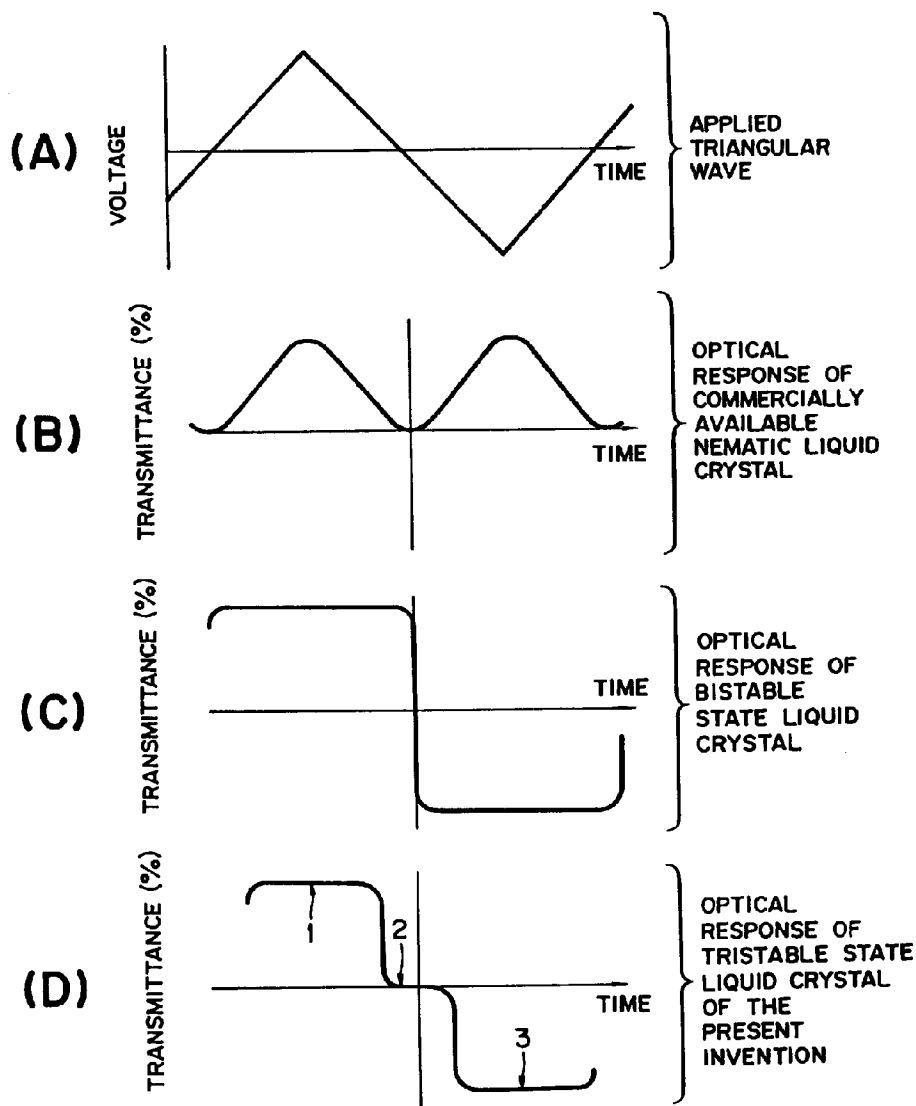 (A)
VOLTAGE
TIME
APPLIED
TRIANGULAR
WAVE
(B)
TRANSMITTANCE (%)
TIME
OPTICAL
RESPONSE OF
COMMERCIALLY
AVAILABLE
NEMATIC LIQUID
CRYSTAL
(C)
TRANSMITTANCE (%)
TIME
OPTICAL
RESPONSE OF
BISTABLE
STATE LIQUID
CRYSTAL
(D)
TRANSMITTANCE (%)
1
2
3
TIME
OPTICAL
RESPONSE OF
TRISTABLE STATE
LIQUID CRYSTAL
OF THE
PRESENT
INVENTION